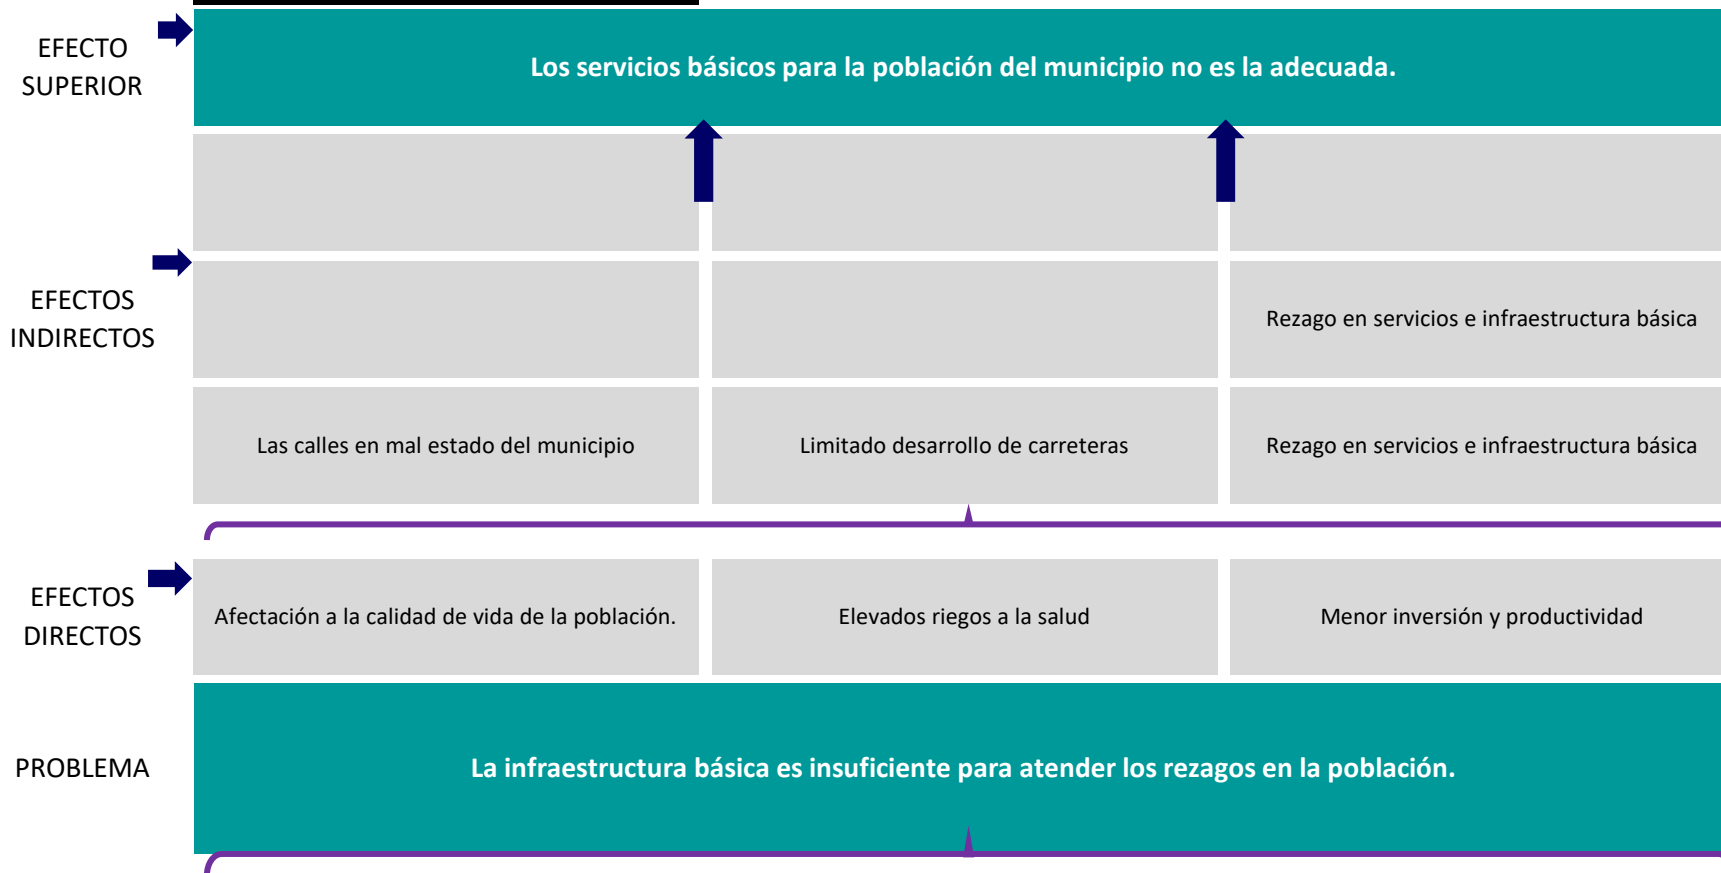 EFECTO
SUPERIOR
Los servicios básicos para la población del municipio no es la adecuada.
EFECTOS
INDIRECTOS
Rezago en servicios e infraestructura básica
Las calles en mal estado del municipio
Limitado desarrollo de carreteras
Rezago en servicios e infraestructura básica
EFECTOS
DIRECTOS
Afectación a la calidad de vida de la población.
Elevados riegos a la salud
Menor inversión y productividad
PROBLEMA
La infraestructura básica es insuficiente para atender los rezagos en la población.